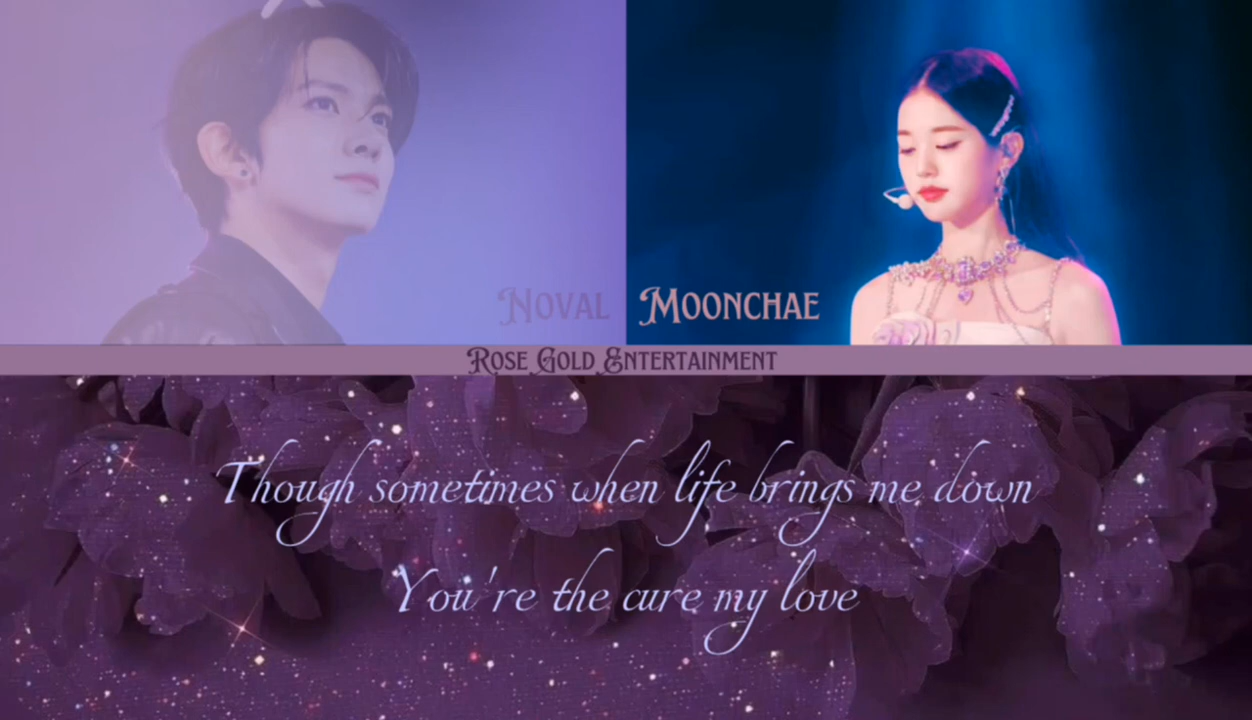 Noval
Moonchae
Rose Gold Entertainment
Though sometimes when life brings me down
You're the cure my love